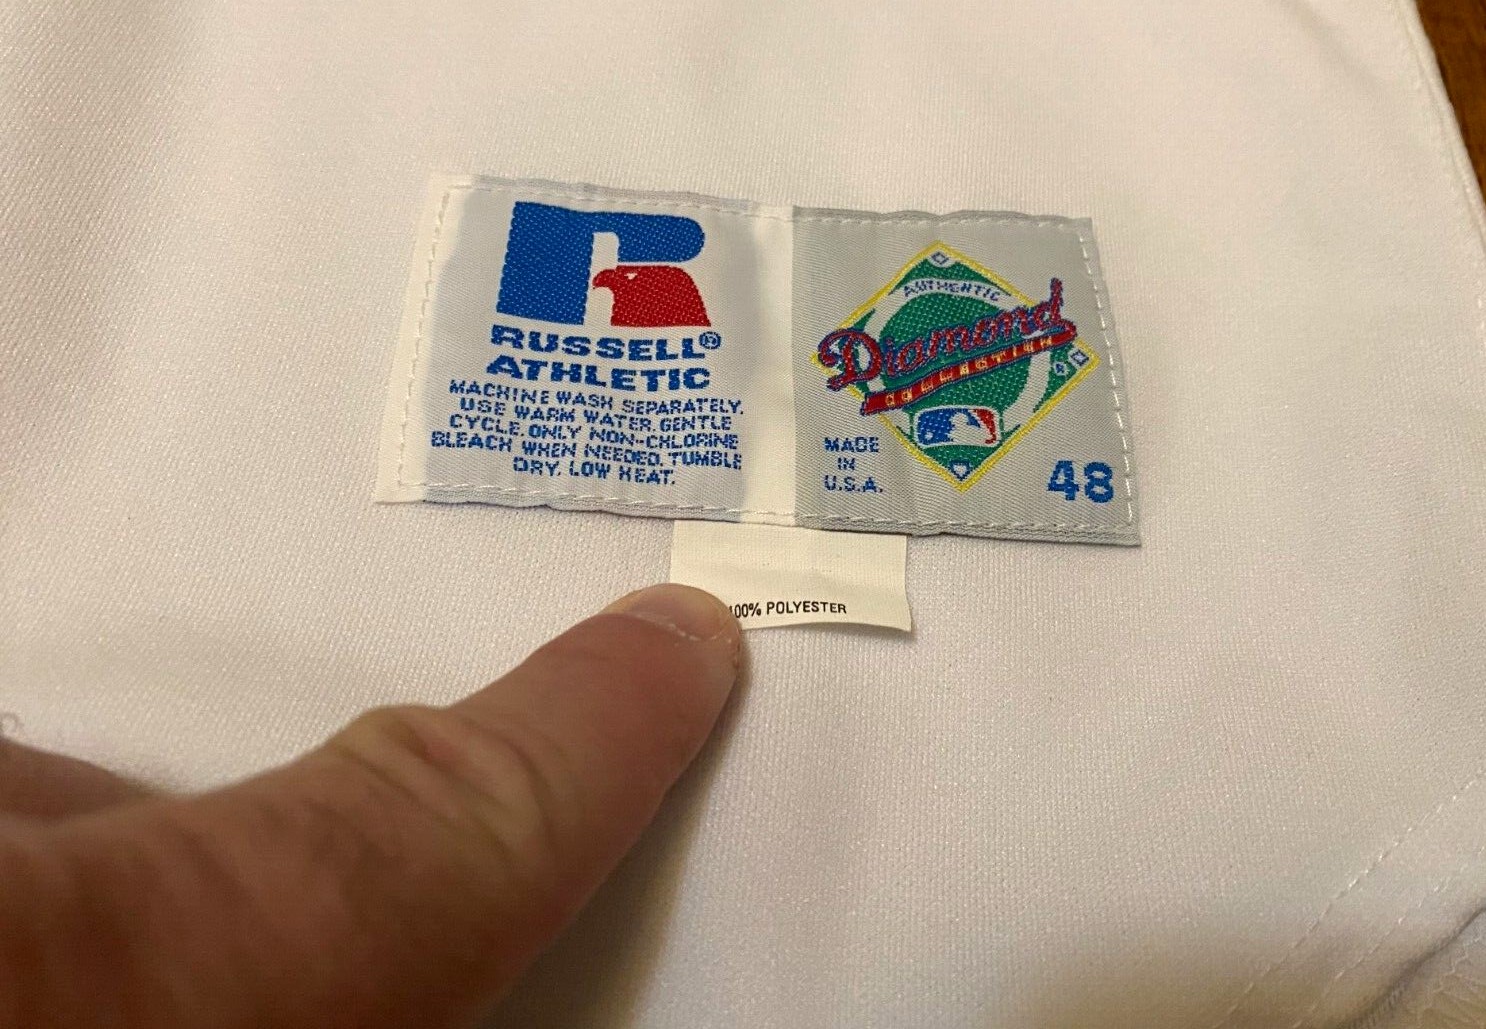 RUSSELL®
ATHLETIC
MACHINE WASH SEPARATELY.
USE WARM WATER. GENTLE
CYCLE. ONLY NON-CHLORINE
BLEACH WHEN NEEDED. TUMBLE
DRY. LOW HEAT.
AUTHENTIC
Diamond
COLLECTION
®
MADE
IN
U.S.A.
48
100% POLYESTER